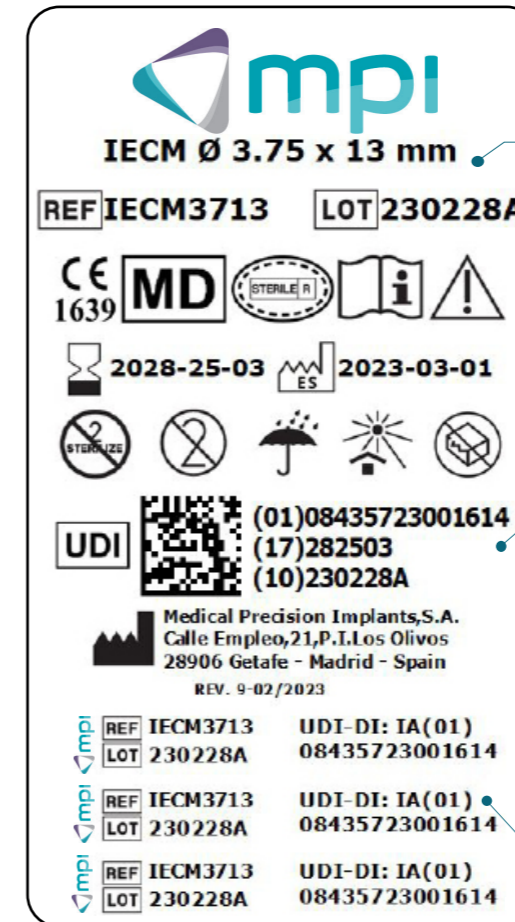 mpi
IECM Ø 3.75 x 13 mm
REF IECM3713 LOT 230228A
CE 1639 MD STERILE R i
2028-25-03 ES 2023-03-01
2 STERILIZE 2
UDI (01)08435723001614
(17)282503
(10)230228A
Medical Precision Implants,S.A.
Calle Empleo,21,P.I.Los Olivos
28906 Getafe - Madrid - Spain
REV. 9-02/2023
mpi REF IECM3713 UDI-DI: IA(01)
LOT 230228A 08435723001614
mpi REF IECM3713 UDI-DI: IA(01)
LOT 230228A 08435723001614
mpi REF IECM3713 UDI-DI: IA(01)
LOT 230228A 08435723001614